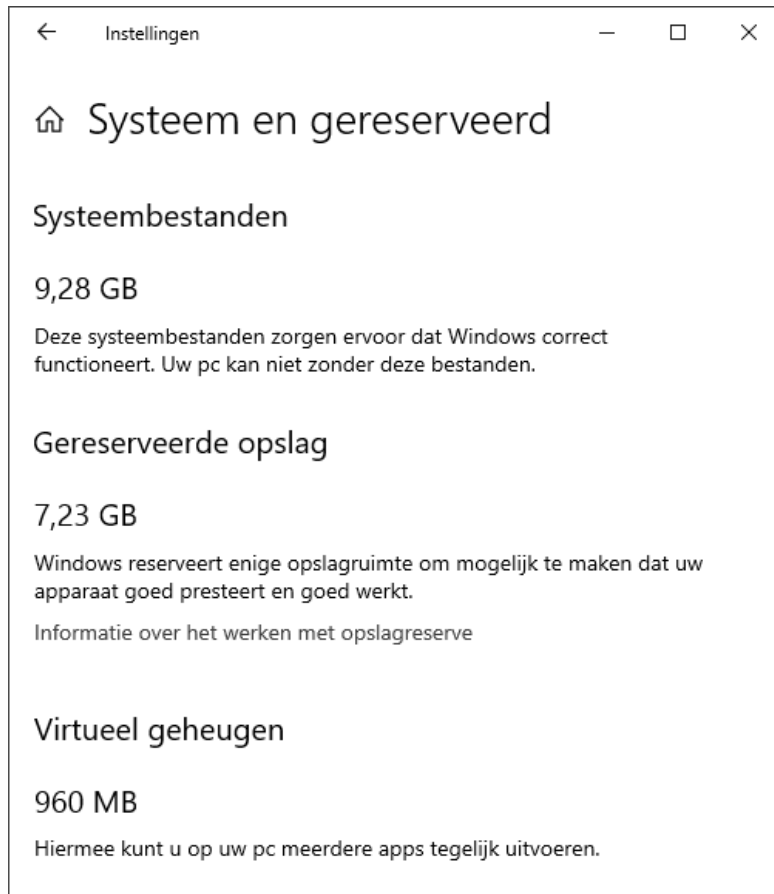 Instellingen
Systeem en gereserveerd
Systeembestanden
9,28 GB
Deze systeembestanden zorgen ervoor dat Windows correct
functioneert. Uw pc kan niet zonder deze bestanden.
Gereserveerde opslag
7,23 GB
Windows reserveert enige opslagruimte om mogelijk te maken dat uw
apparaat goed presteert en goed werkt.
Informatie over het werken met opslagreserve
Virtueel geheugen
960 MB
Hiermee kunt u op uw pc meerdere apps tegelijk uitvoeren.